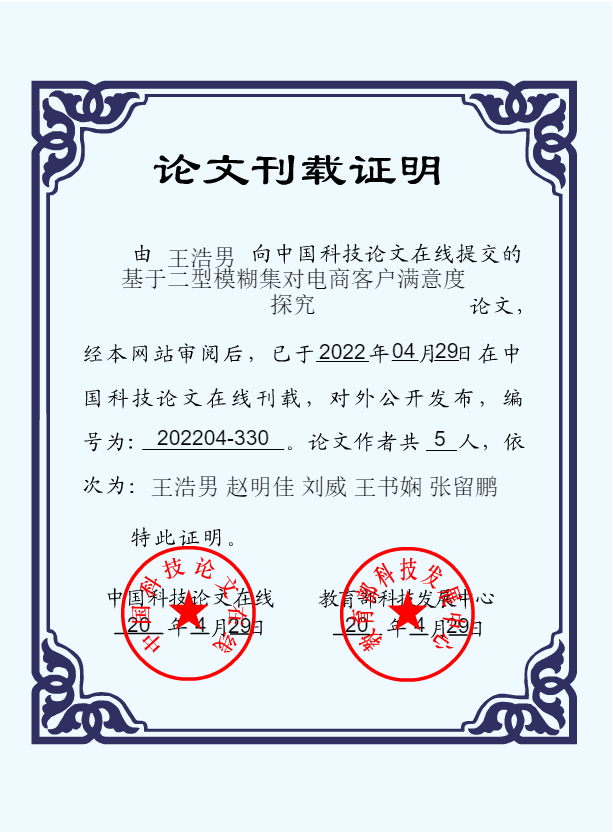 论文刊载证明
由 王浩男 向中国科技论文在线提交的
基于二型模糊集对电商客户满意度
探究 论文，
经本网站审阅后，已于2022年04月29日在中
国科技论文在线刊载，对外公开发布，编
号为：202204-330。论文作者共 5 人，依
次为：王浩男 赵明佳 刘威 王书娴 张留鹏
特此证明。
中国科技论文在线
中国科技论文在线 教育部科技发展中心
教育部科技发展中心
20 年 4 月29日 20 年 4 月29日